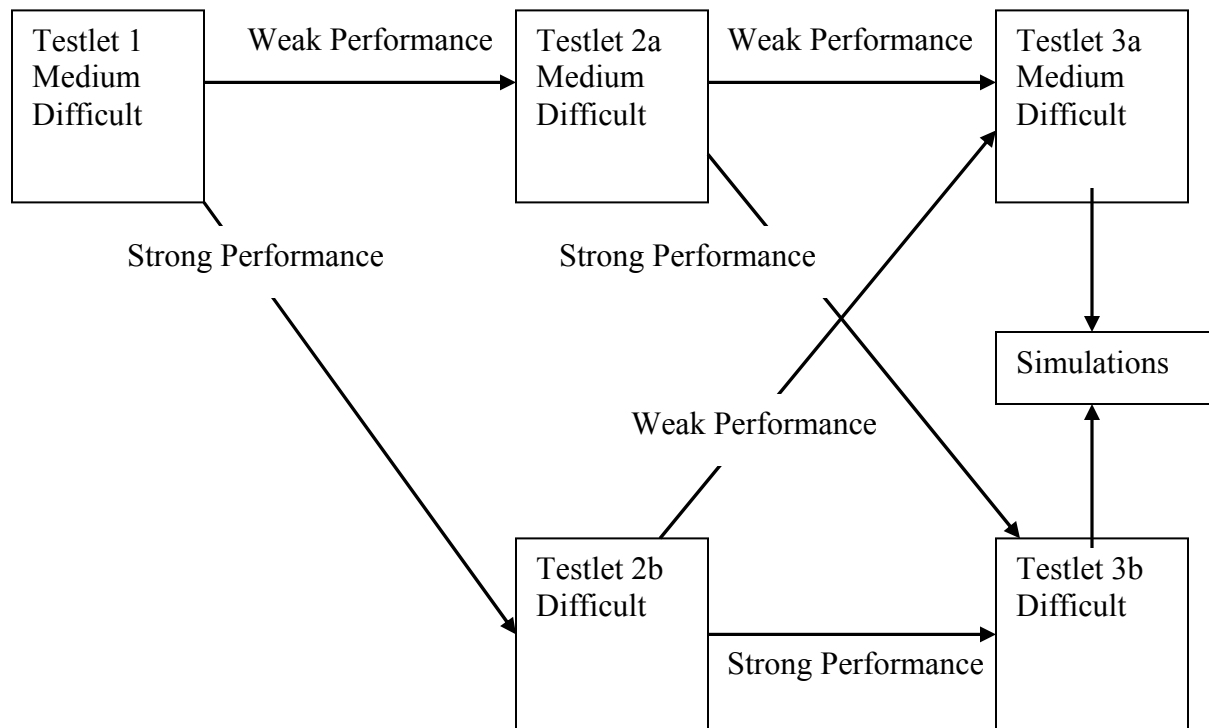 Testlet 1
Medium
Difficult
Weak Performance
Testlet 2a
Medium
Difficult
Weak Performance
Testlet 3a
Medium
Difficult
Strong Performance
Strong Performance
Simulations
Weak Performance
Testlet 2b
Difficult
Testlet 3b
Difficult
Strong Performance